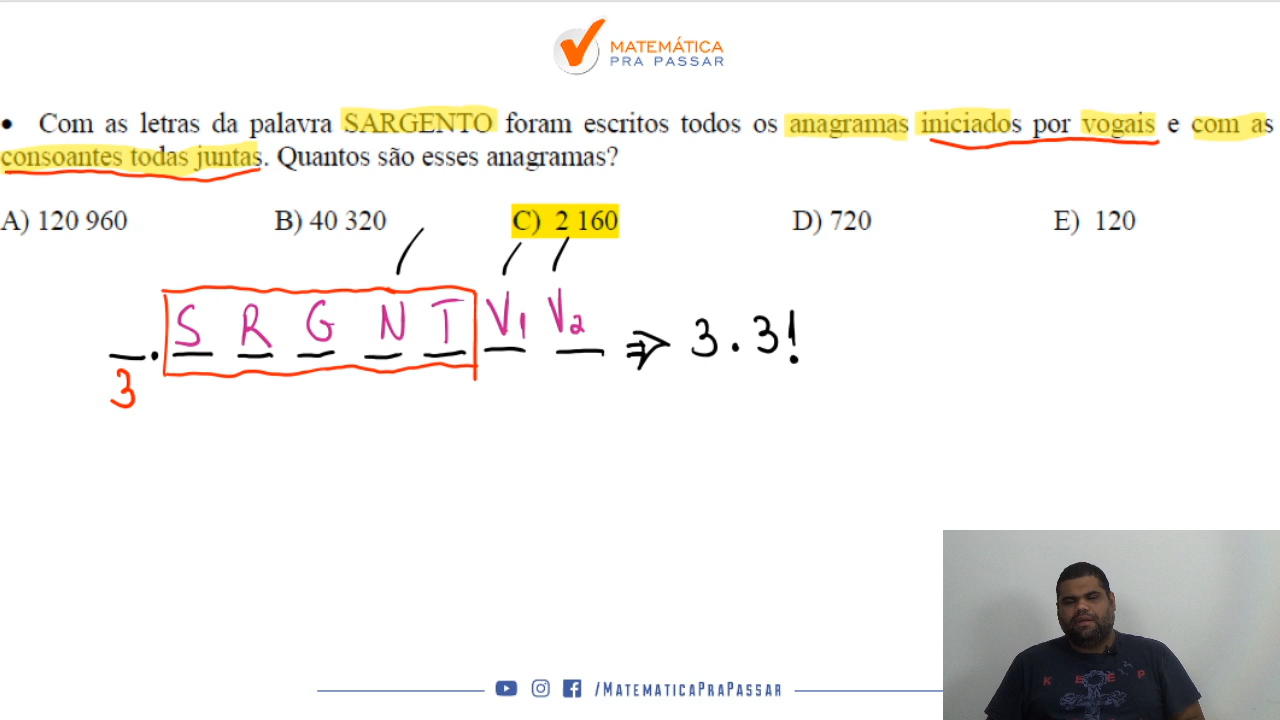 MATEMÁTICA
PRA PASSAR
• Com as letras da palavra SARGENTO foram escritos todos os anagramas iniciados por vogais e com as
consoantes todas juntas. Quantos são esses anagramas?
A) 120 960 B) 40 320 C) 2 160 D) 720 E) 120
S R G N T V1 V2 ⇒ 3 . 3!
3
/MATEMATICAPRAPASSAR
K E E P